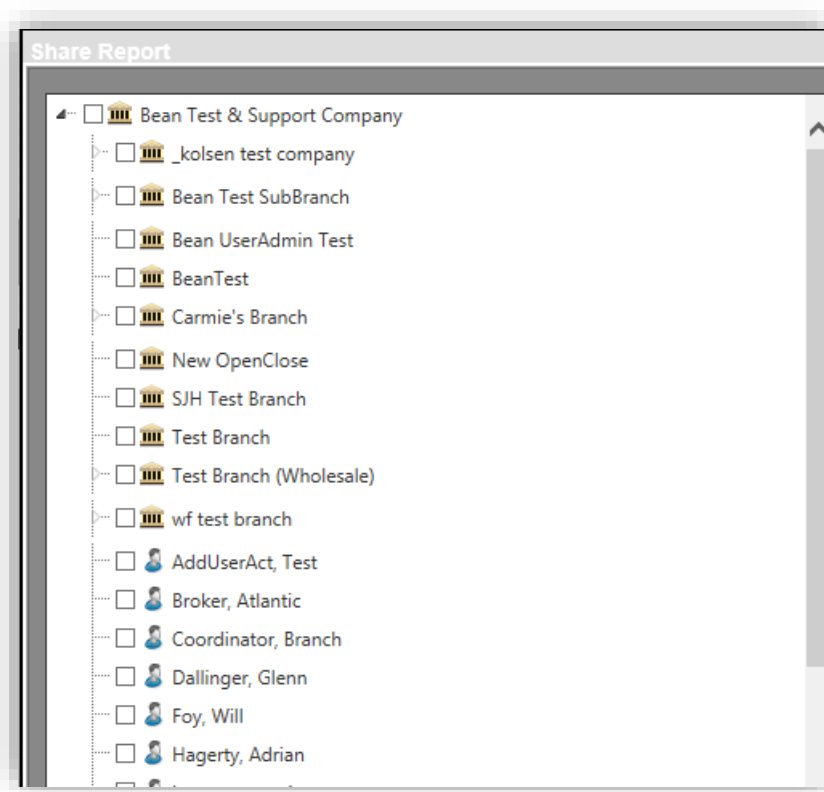 Share Report
Bean Test & Support Company
_kolsen test company
Bean Test SubBranch
Bean UserAdmin Test
BeanTest
Carmie's Branch
New OpenClose
SJH Test Branch
Test Branch
Test Branch (Wholesale)
wf test branch
AddUserAct, Test
Broker, Atlantic
Coordinator, Branch
Dallinger, Glenn
Foy, Will
Hagerty, Adrian